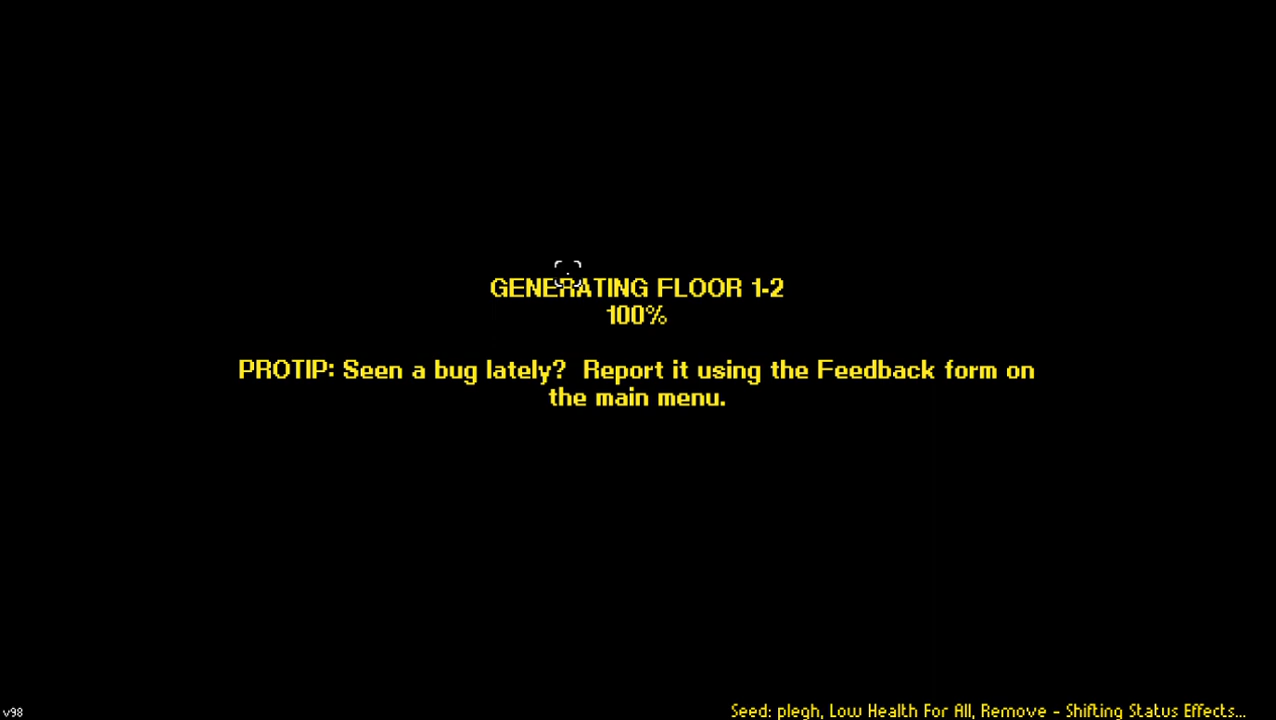 GENERATING FLOOR 1-2
100%
PROTIP: Seen a bug lately?  Report it using the Feedback form on
the main menu.
v98
Seed: plegh, Low Health For All, Remove - Shifting Status Effects...